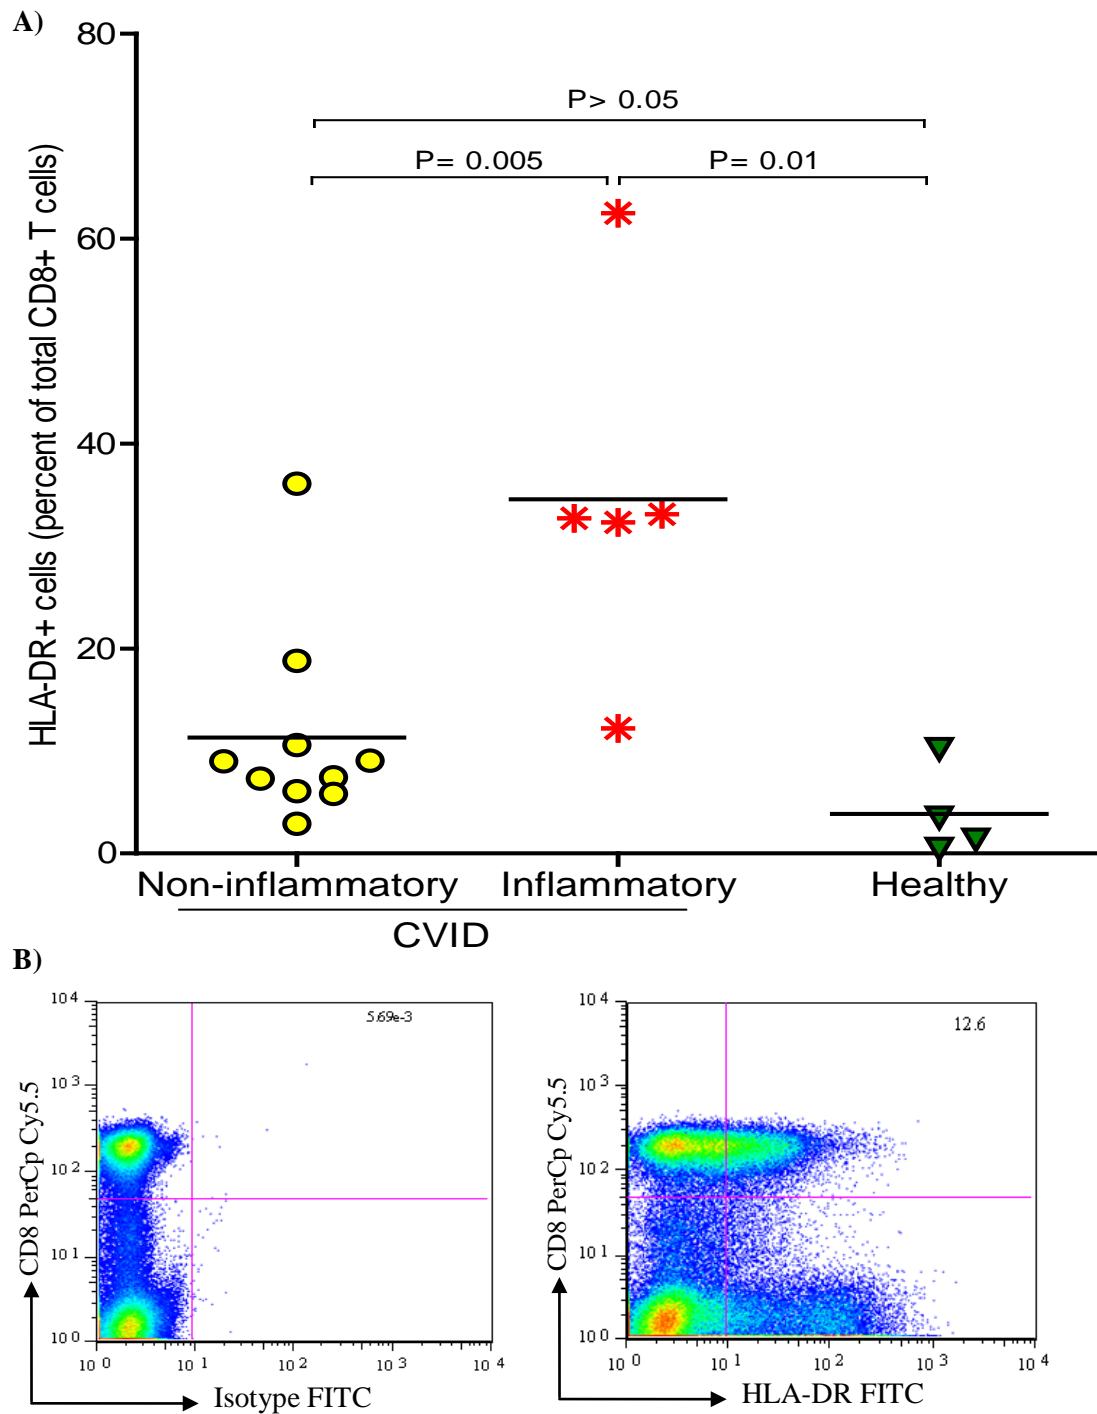 A)
80
60
40
20
0
HLA-DR+ cells (percent of total CD8+ T cells)
P> 0.05
P= 0.005 P= 0.01
Non-inflammatory Inflammatory Healthy
CVID
B)
10 4
10 3
10 2
10 1
10 0
CD8 PerCp Cy5.5
5.69e-3
10 0 10 1 10 2 10 3 10 4
Isotype FITC
10 4
10 3
10 2
10 1
10 0
CD8 PerCp Cy5.5
12.6
10 0 10 1 10 2 10 3 10 4
HLA-DR FITC